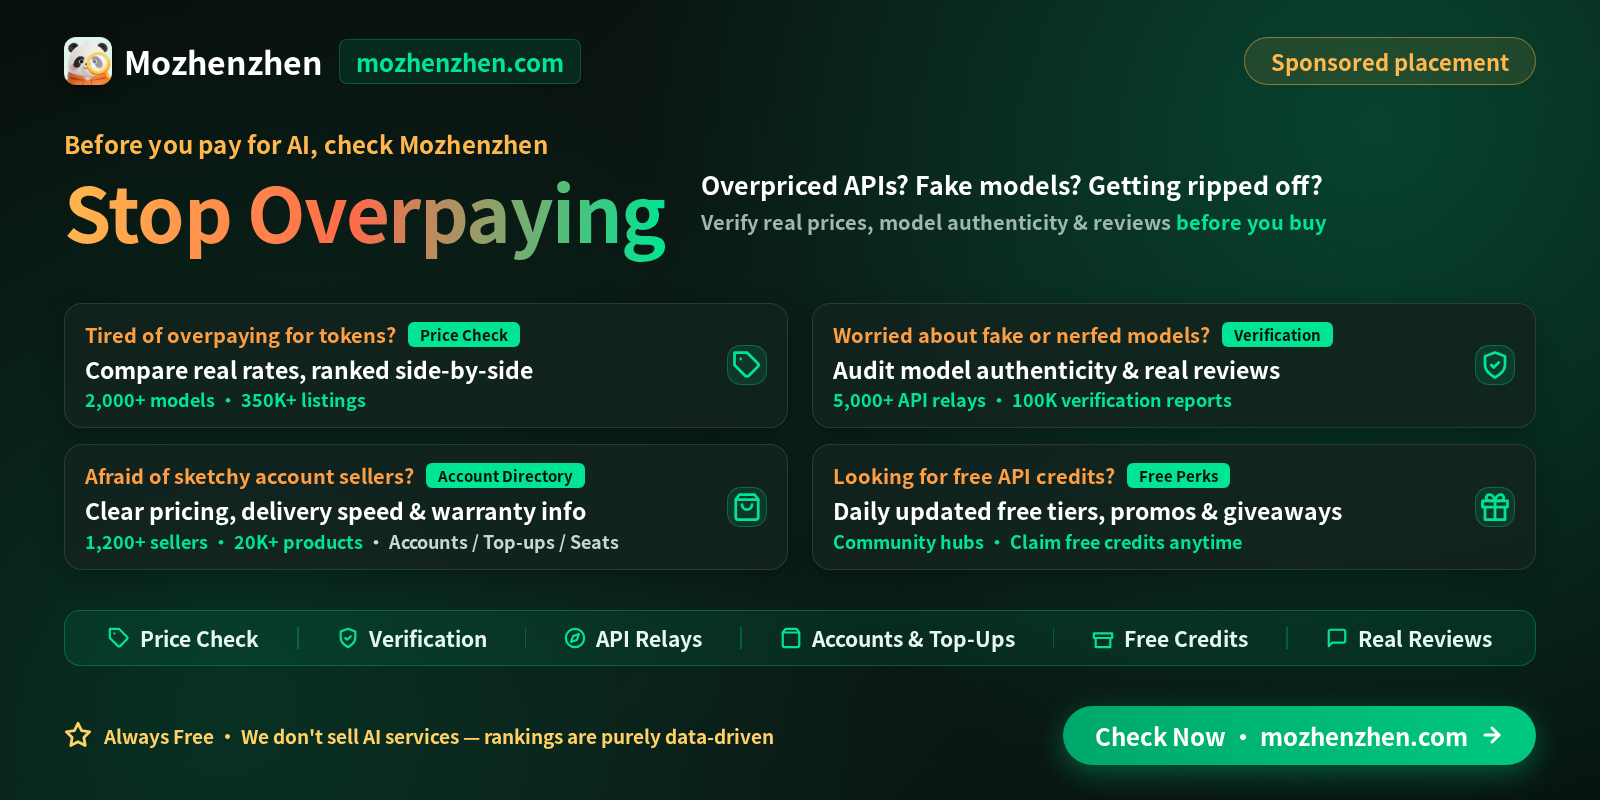 Mozhenzhen
mozhenzhen.com
Sponsored placement
Before you pay for AI, check Mozhenzhen
Stop Overpaying
Overpriced APIs? Fake models? Getting ripped off?
Verify real prices, model authenticity & reviews before you buy
Tired of overpaying for tokens? Price Check
Compare real rates, ranked side-by-side
2,000+ models • 350K+ listings
Worried about fake or nerfed models? Verification
Audit model authenticity & real reviews
5,000+ API relays • 100K verification reports
Afraid of sketchy account sellers? Account Directory
Clear pricing, delivery speed & warranty info
1,200+ sellers • 20K+ products • Accounts / Top-ups / Seats
Looking for free API credits? Free Perks
Daily updated free tiers, promos & giveaways
Community hubs • Claim free credits anytime
Price Check
Verification
API Relays
Accounts & Top-Ups
Free Credits
Real Reviews
Always Free • We don't sell AI services — rankings are purely data-driven
Check Now • mozhenzhen.com →